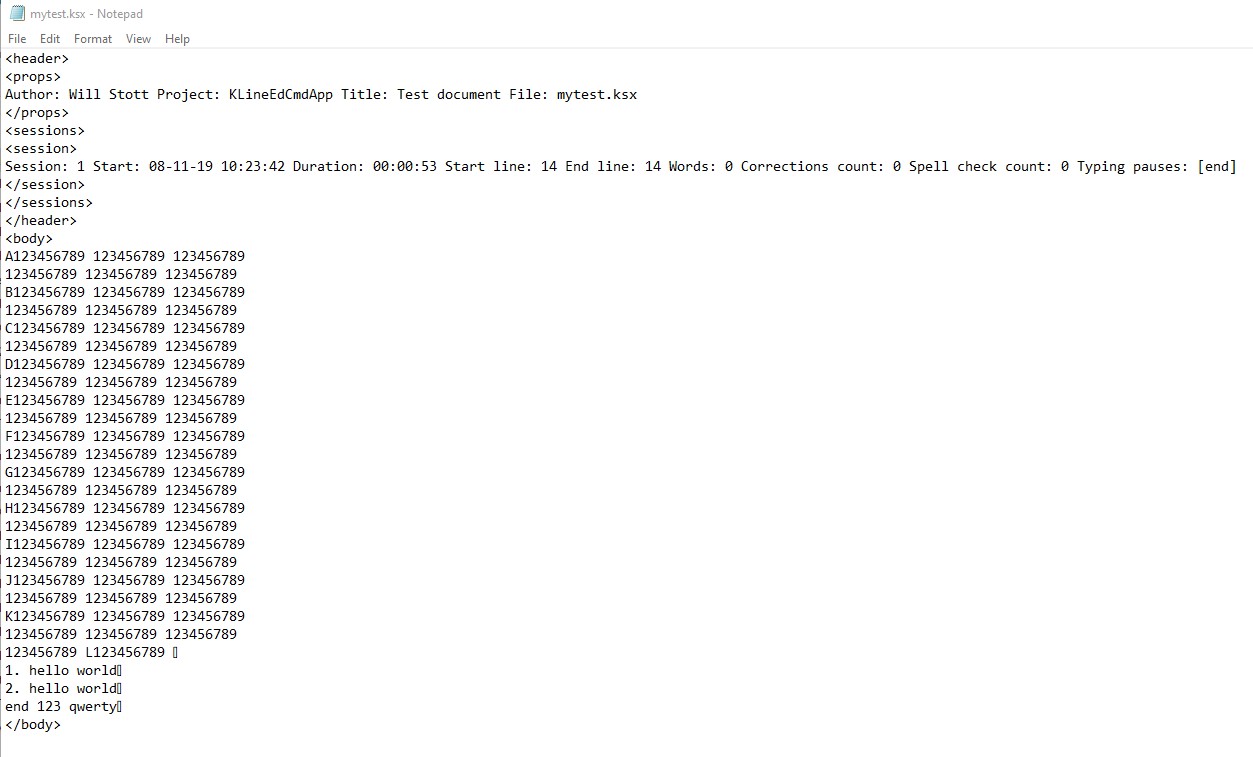 mytest.ksx - Notepad
File Edit Format View Help
<header>
<props>
Author: Will Stott Project: KLineEdCmdApp Title: Test document File: mytest.ksx
</props>
<sessions>
<session>
Session: 1 Start: 08-11-19 10:23:42 Duration: 00:00:53 Start line: 14 End line: 14 Words: 0 Corrections count: 0 Spell check count: 0 Typing pauses: [end]
</session>
</sessions>
</header>
<body>
A123456789 123456789 123456789
123456789 123456789 123456789
B123456789 123456789 123456789
123456789 123456789 123456789
C123456789 123456789 123456789
123456789 123456789 123456789
D123456789 123456789 123456789
123456789 123456789 123456789
E123456789 123456789 123456789
123456789 123456789 123456789
F123456789 123456789 123456789
123456789 123456789 123456789
G123456789 123456789 123456789
123456789 123456789 123456789
H123456789 123456789 123456789
123456789 123456789 123456789
I123456789 123456789 123456789
123456789 123456789 123456789
J123456789 123456789 123456789
123456789 123456789 123456789
K123456789 123456789 123456789
123456789 123456789 123456789
123456789 L123456789 ▯
1. hello world▯
2. hello world▯
end 123 qwerty▯
</body>